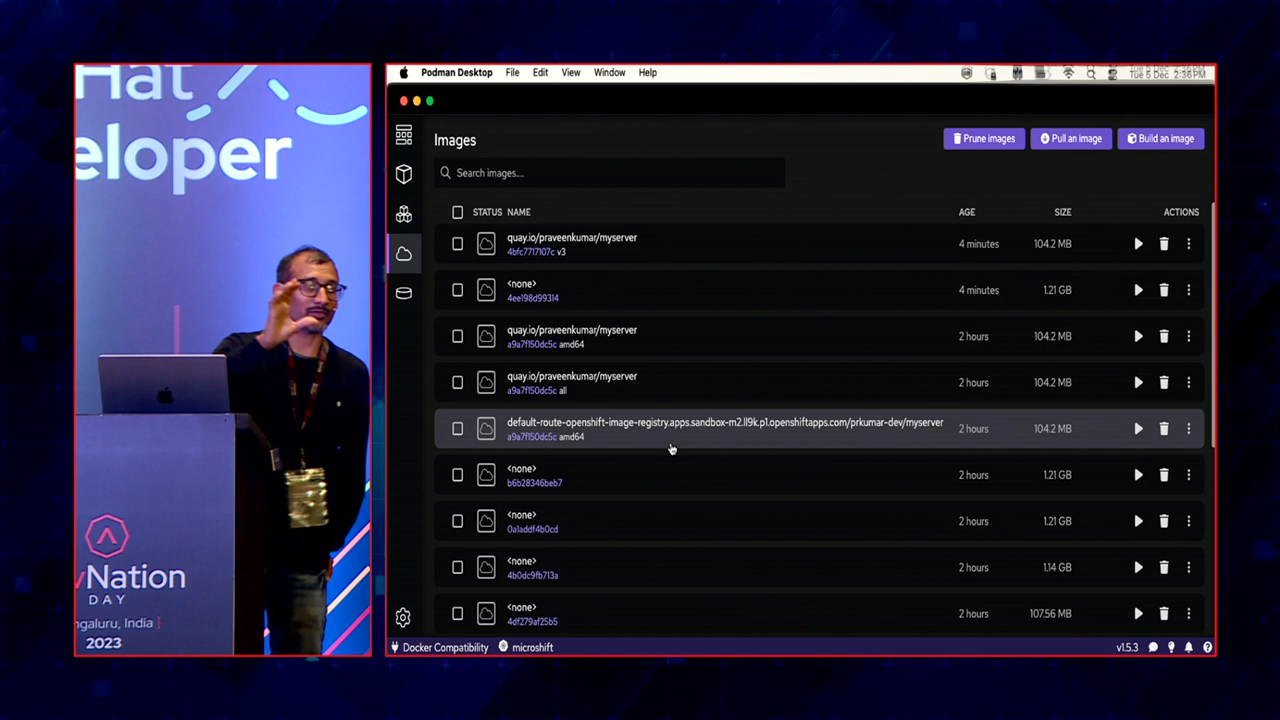 Hat
eloper
Nation
DAY
ngaluru, India
2023
Podman Desktop File Edit View Window Help
Tue 5 Dec 2:36 PM
Images
Prune images
Pull an image
Build an image
Search images....
STATUS NAME AGE SIZE ACTIONS
quay.io/praveenkumar/myserver
4bfc7717107c v3
4 minutes 104.2 MB
<none>
4ee198d99314
4 minutes 1.21 GB
quay.io/praveenkumar/myserver
a9a7f150dc5c amd64
2 hours 104.2 MB
quay.io/praveenkumar/myserver
a9a7f150dc5c all
2 hours 104.2 MB
default-route-openshift-image-registry.apps.sandbox-m2.ll9k.p1.openshiftapps.com/prkumar-dev/myserver
a9a7f150dc5c amd64
2 hours 104.2 MB
<none>
b6b28346beb7
2 hours 1.21 GB
<none>
0a1addf4b0cd
2 hours 1.21 GB
<none>
4b0dc9fb713a
2 hours 1.14 GB
<none>
4df279af25b5
2 hours 107.56 MB
Docker Compatibility microshift v1.5.3